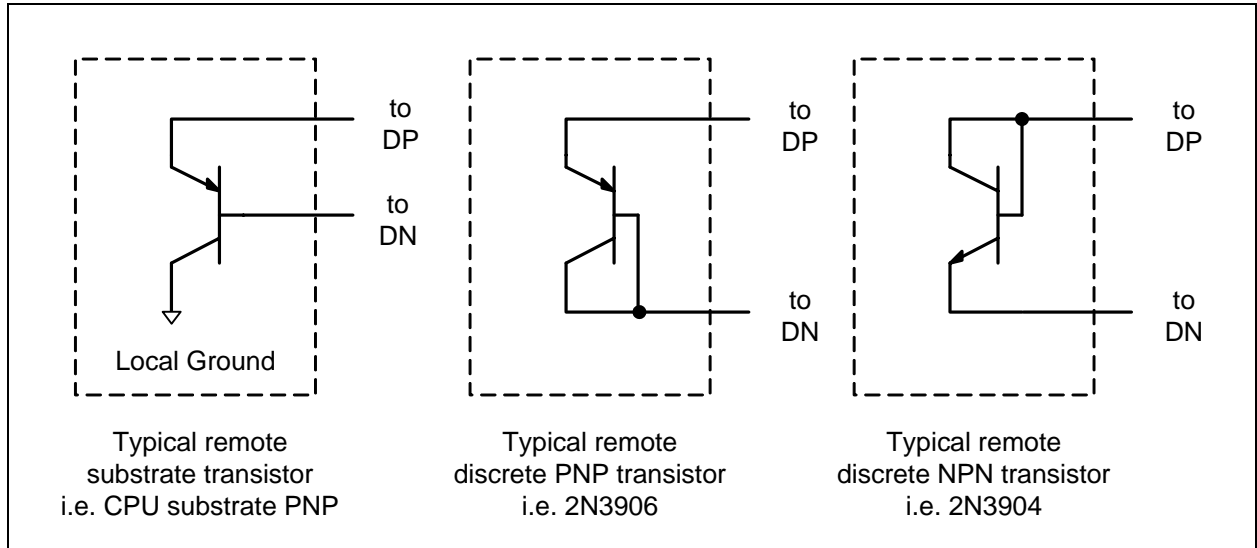 to
DP
to
DN
Local Ground
Typical remote
substrate transistor
i.e. CPU substrate PNP
to
DP
to
DN
Typical remote
discrete PNP transistor
i.e. 2N3906
to
DP
to
DN
Typical remote
discrete NPN transistor
i.e. 2N3904